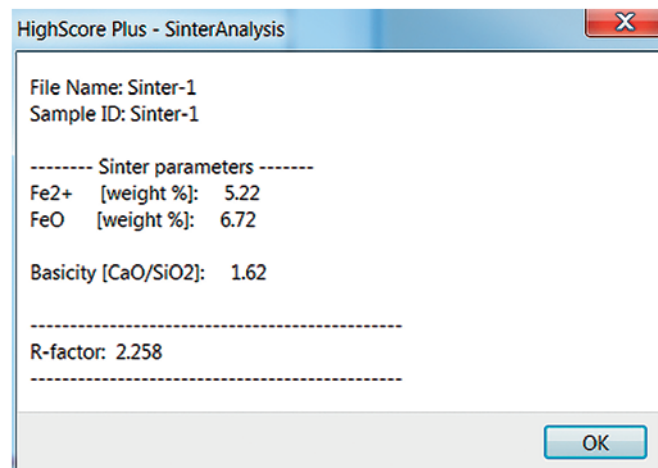 HighScore Plus - SinterAnalysis
File Name: Sinter-1
Sample ID: Sinter-1
-------- Sinter parameters -------
Fe2+ [weight %]: 5.22
FeO [weight %]: 6.72
Basicity [CaO/SiO2]: 1.62
-----------------------------------------------
R-factor: 2.258
-----------------------------------------------
OK